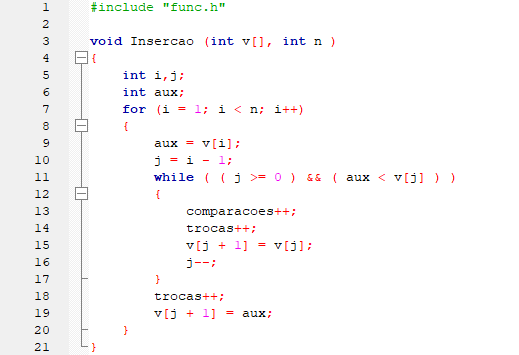 1 #include "func.h"
2
3 void Insercao (int v[], int n )
4 {
5 int i,j;
6 int aux;
7 for (i = 1; i < n; i++)
8 {
9 aux = v[i];
10 j = i - 1;
11 while ( ( j >= 0 ) && ( aux < v[j] ) )
12 {
13 comparacoes++;
14 trocas++;
15 v[j + 1] = v[j];
16 j--;
17 }
18 trocas++;
19 v[j + 1] = aux;
20 }
21 }